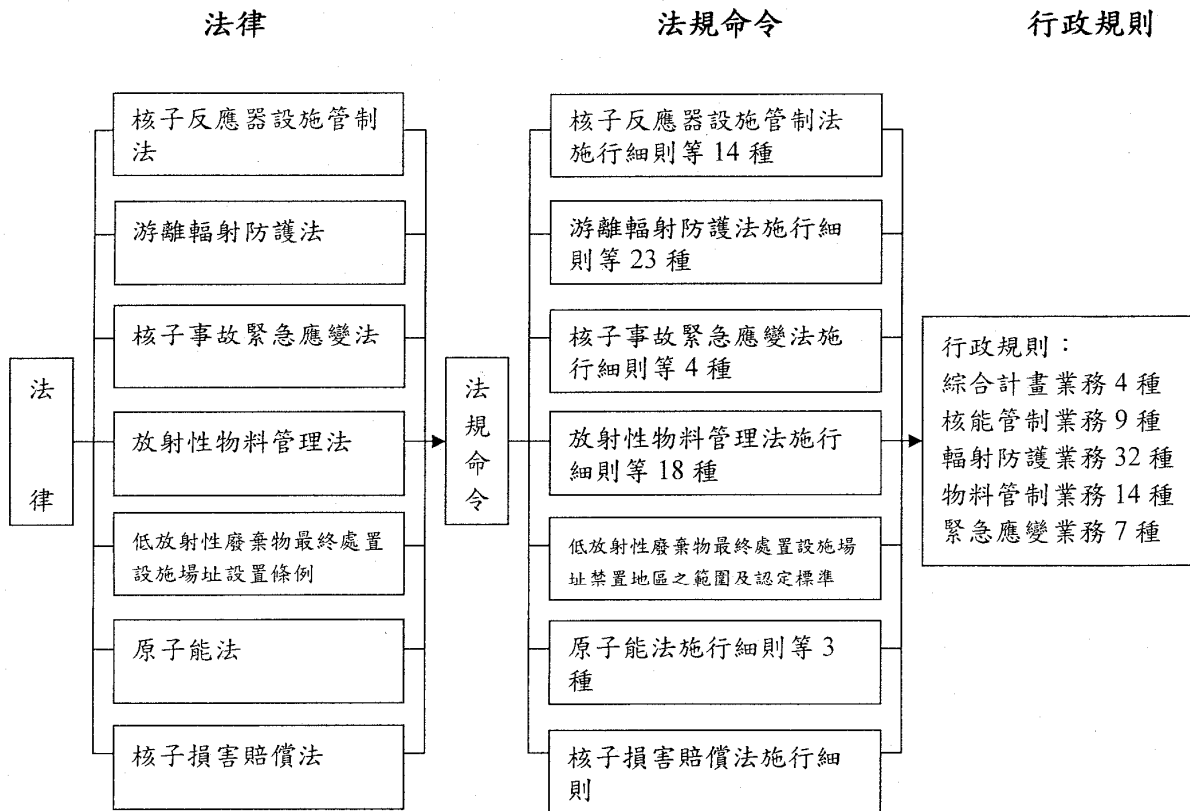 法律
法規命令
行政規則
法
律
核子反應器設施管制
法
游離輻射防護法
核子事故緊急應變法
放射性物料管理法
低放射性廢棄物最終處置
設施場址設置條例
原子能法
核子損害賠償法
法
規
命
令
核子反應器設施管制法
施行細則等 14 種
游離輻射防護法施行細
則等 23 種
核子事故緊急應變法施
行細則等 4 種
放射性物料管理法施行
細則等 18 種
低放射性廢棄物最終處置設施場
址禁置地區之範圍及認定標準
原子能法施行細則等 3
種
核子損害賠償法施行細
則
行政規則：
綜合計畫業務 4 種
核能管制業務 9 種
輻射防護業務 32 種
物料管制業務 14 種
緊急應變業務 7 種